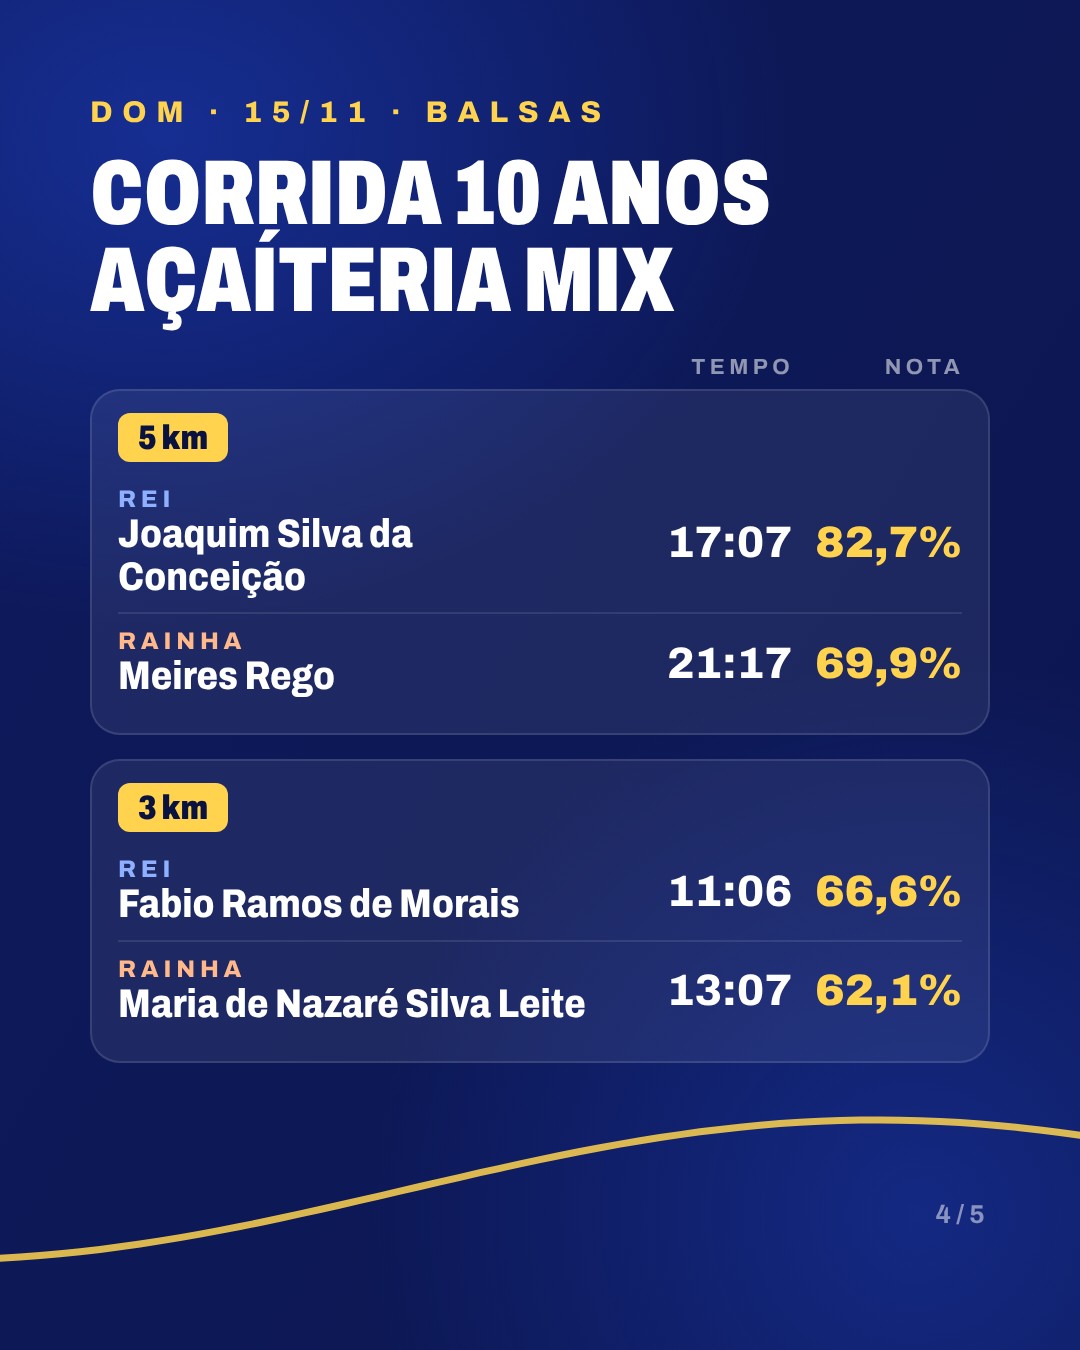 DOM · 15/11 · BALSAS
CORRIDA 10 ANOS
AÇAÍTERIA MIX
TEMPO NOTA
5 km
REI
Joaquim Silva da
Conceição
17:07 82,7%
RAINHA
Meires Rego
21:17 69,9%
3 km
REI
Fabio Ramos de Morais
11:06 66,6%
RAINHA
Maria de Nazaré Silva Leite
13:07 62,1%
4/5